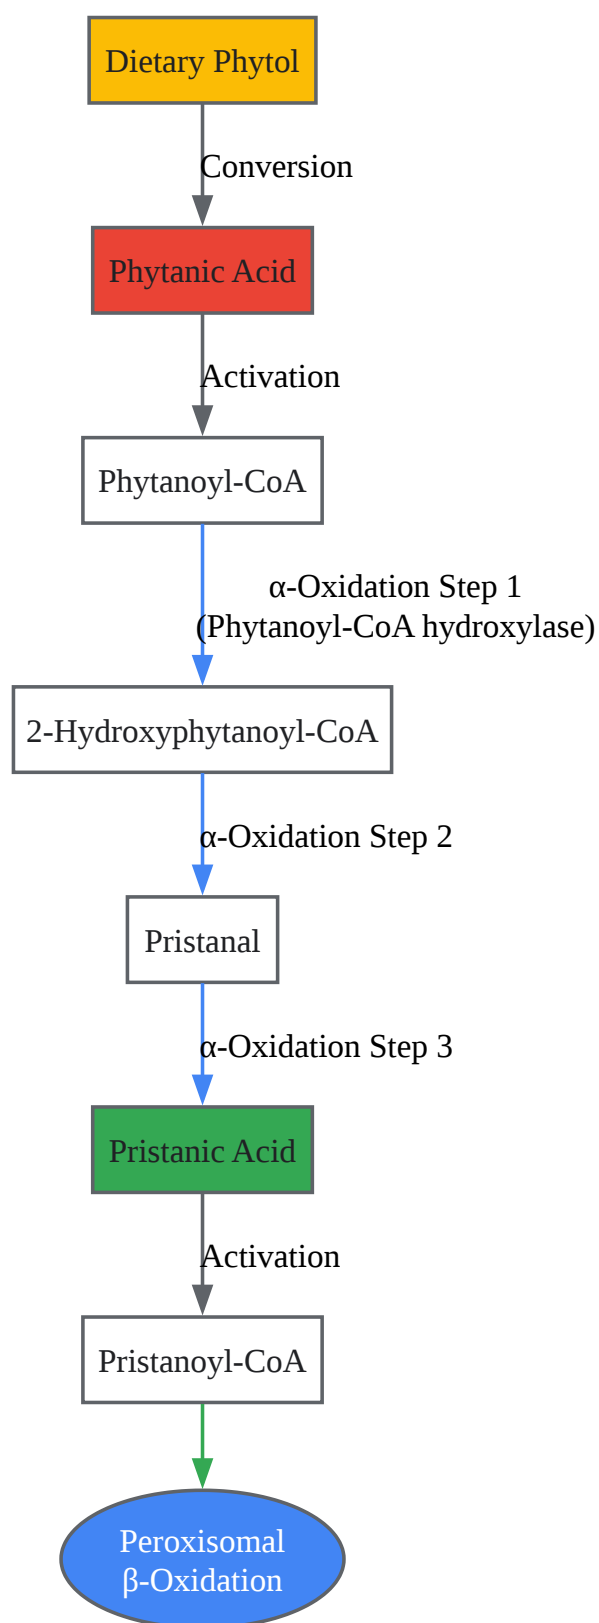 Dietary Phytol
Conversion
Phytanic Acid
Activation
Phytanoyl-CoA
α-Oxidation Step 1
(Phytanoyl-CoA hydroxylase)
2-Hydroxyphytanoyl-CoA
α-Oxidation Step 2
Pristanal
α-Oxidation Step 3
Pristanic Acid
Activation
Pristanoyl-CoA
Peroxisomal
β-Oxidation